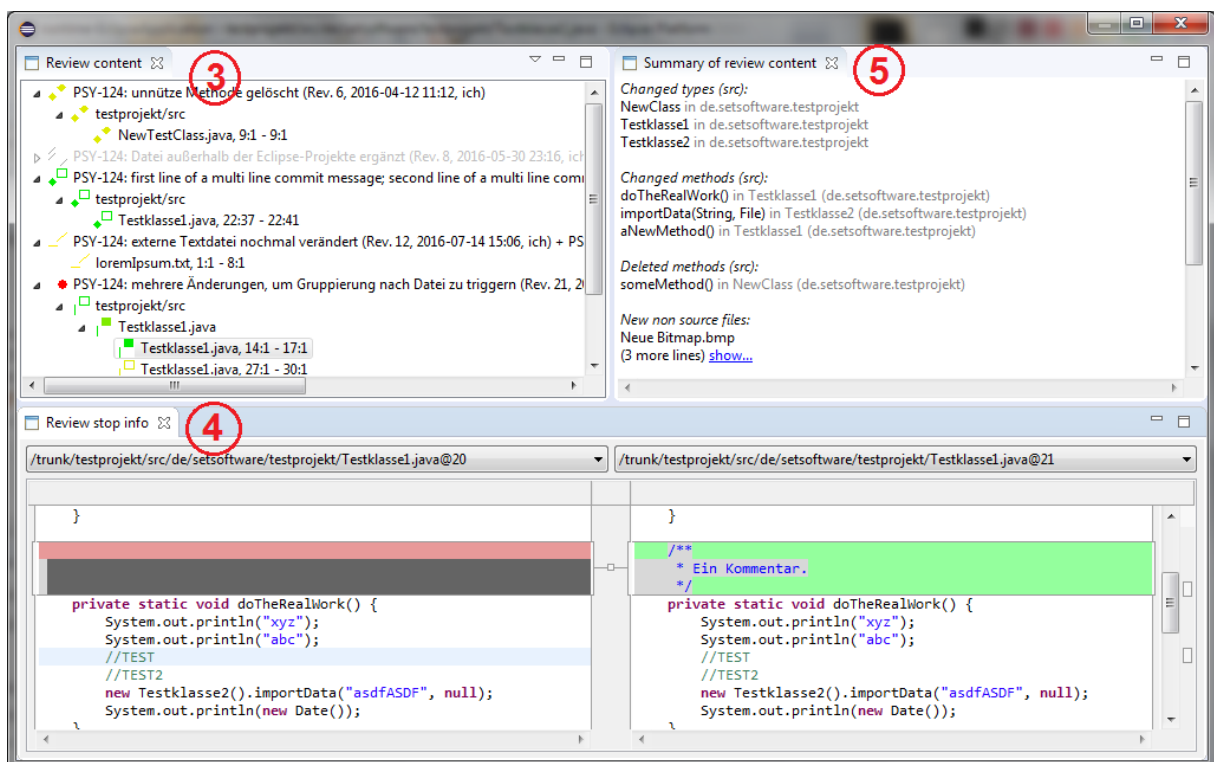 Review content
3
PSY-124: unnütze Methode gelöscht (Rev. 6, 2016-04-12 11:12, ich)
testprojekt/src
NewTestClass.java, 9:1 - 9:1
PSY-124: Datei außerhalb der Eclipse-Projekte ergänzt (Rev. 8, 2016-05-30 23:16, ich
PSY-124: first line of a multi line commit message; second line of a multi line comm
testprojekt/src
Testklasse1.java, 22:37 - 22:41
PSY-124: externe Textdatei nochmal verändert (Rev. 12, 2016-07-14 15:06, ich) + PS
loremIpsum.txt, 1:1 - 8:1
PSY-124: mehrere Änderungen, um Gruppierung nach Datei zu triggern (Rev. 21, 2
testprojekt/src
Testklasse1.java
Testklasse1.java, 14:1 - 17:1
Testklasse1.java, 27:1 - 30:1
Summary of review content
5
Changed types (src):
NewClass in de.setsoftware.testprojekt
Testklasse1 in de.setsoftware.testprojekt
Testklasse2 in de.setsoftware.testprojekt
Changed methods (src):
doTheRealWork() in Testklasse1 (de.setsoftware.testprojekt)
importData(String, File) in Testklasse2 (de.setsoftware.testprojekt)
aNewMethod() in Testklasse1 (de.setsoftware.testprojekt)
Deleted methods (src):
someMethod() in NewClass (de.setsoftware.testprojekt)
New non source files:
Neue Bitmap.bmp
(3 more lines) show...
Review stop info
4
/trunk/testprojekt/src/de/setsoftware/testprojekt/Testklasse1.java@20
/trunk/testprojekt/src/de/setsoftware/testprojekt/Testklasse1.java@21
}
private static void doTheRealWork() {
System.out.println("xyz");
System.out.println("abc");
//TEST
//TEST2
new Testklasse2().importData("asdfASDF", null);
System.out.println(new Date());
}
}
/**
* Ein Kommentar.
*/
private static void doTheRealWork() {
System.out.println("xyz");
System.out.println("abc");
//TEST
//TEST2
new Testklasse2().importData("asdfASDF", null);
System.out.println(new Date());
}